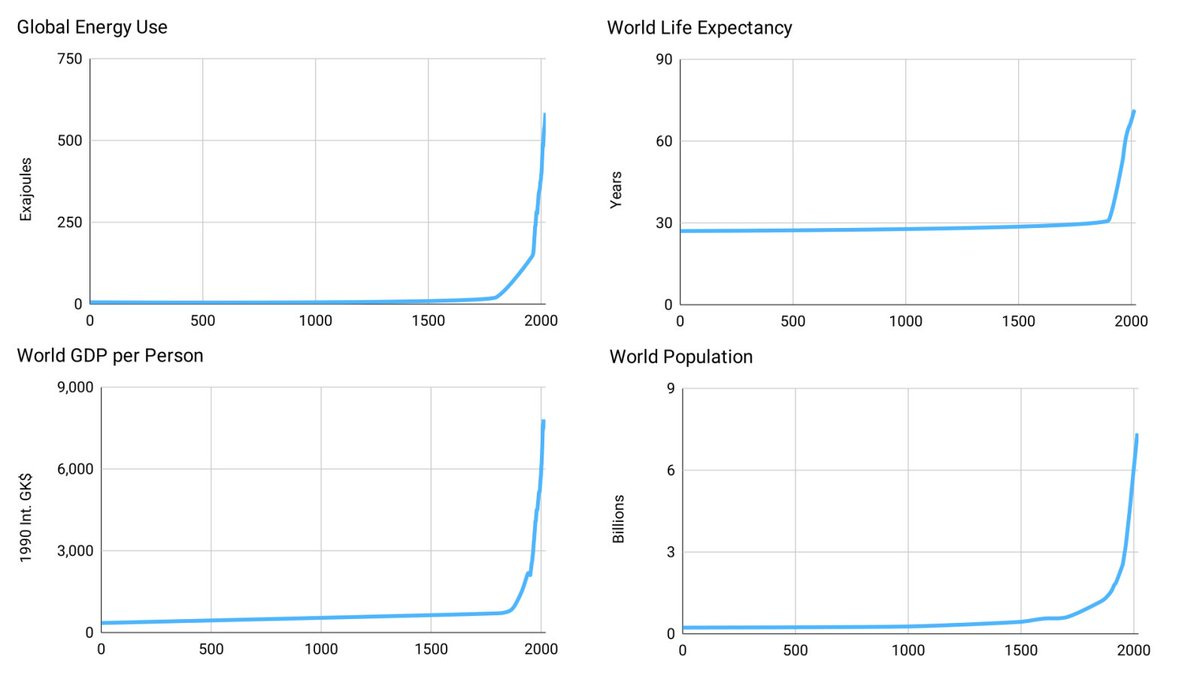 Global Energy Use
750
500
250
0
Exajoules
0 500 1000 1500 2000
World Life Expectancy
90
60
30
0
Years
0 500 1000 1500 2000
World GDP per Person
9,000
6,000
3,000
0
1990 Int. GK$
0 500 1000 1500 2000
World Population
9
6
3
0
Billions
0 500 1000 1500 2000